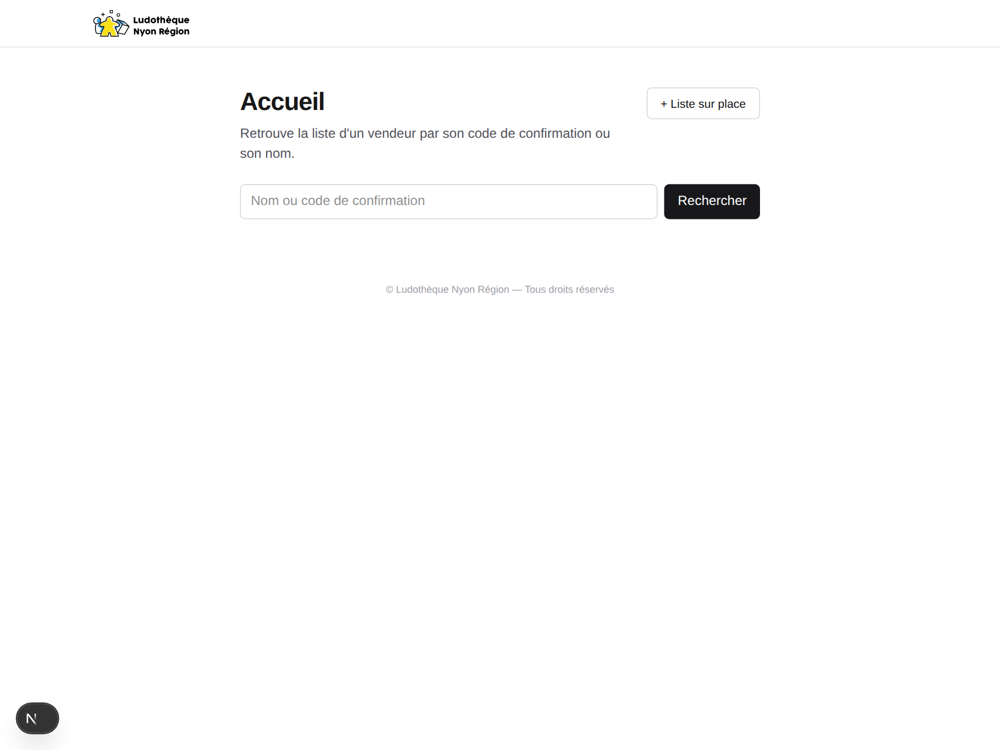 Ludothèque
Nyon Région
Accueil
+ Liste sur place
Retrouve la liste d'un vendeur par son code de confirmation ou
son nom.
Nom ou code de confirmation
Rechercher
© Ludothèque Nyon Région — Tous droits réservés
N